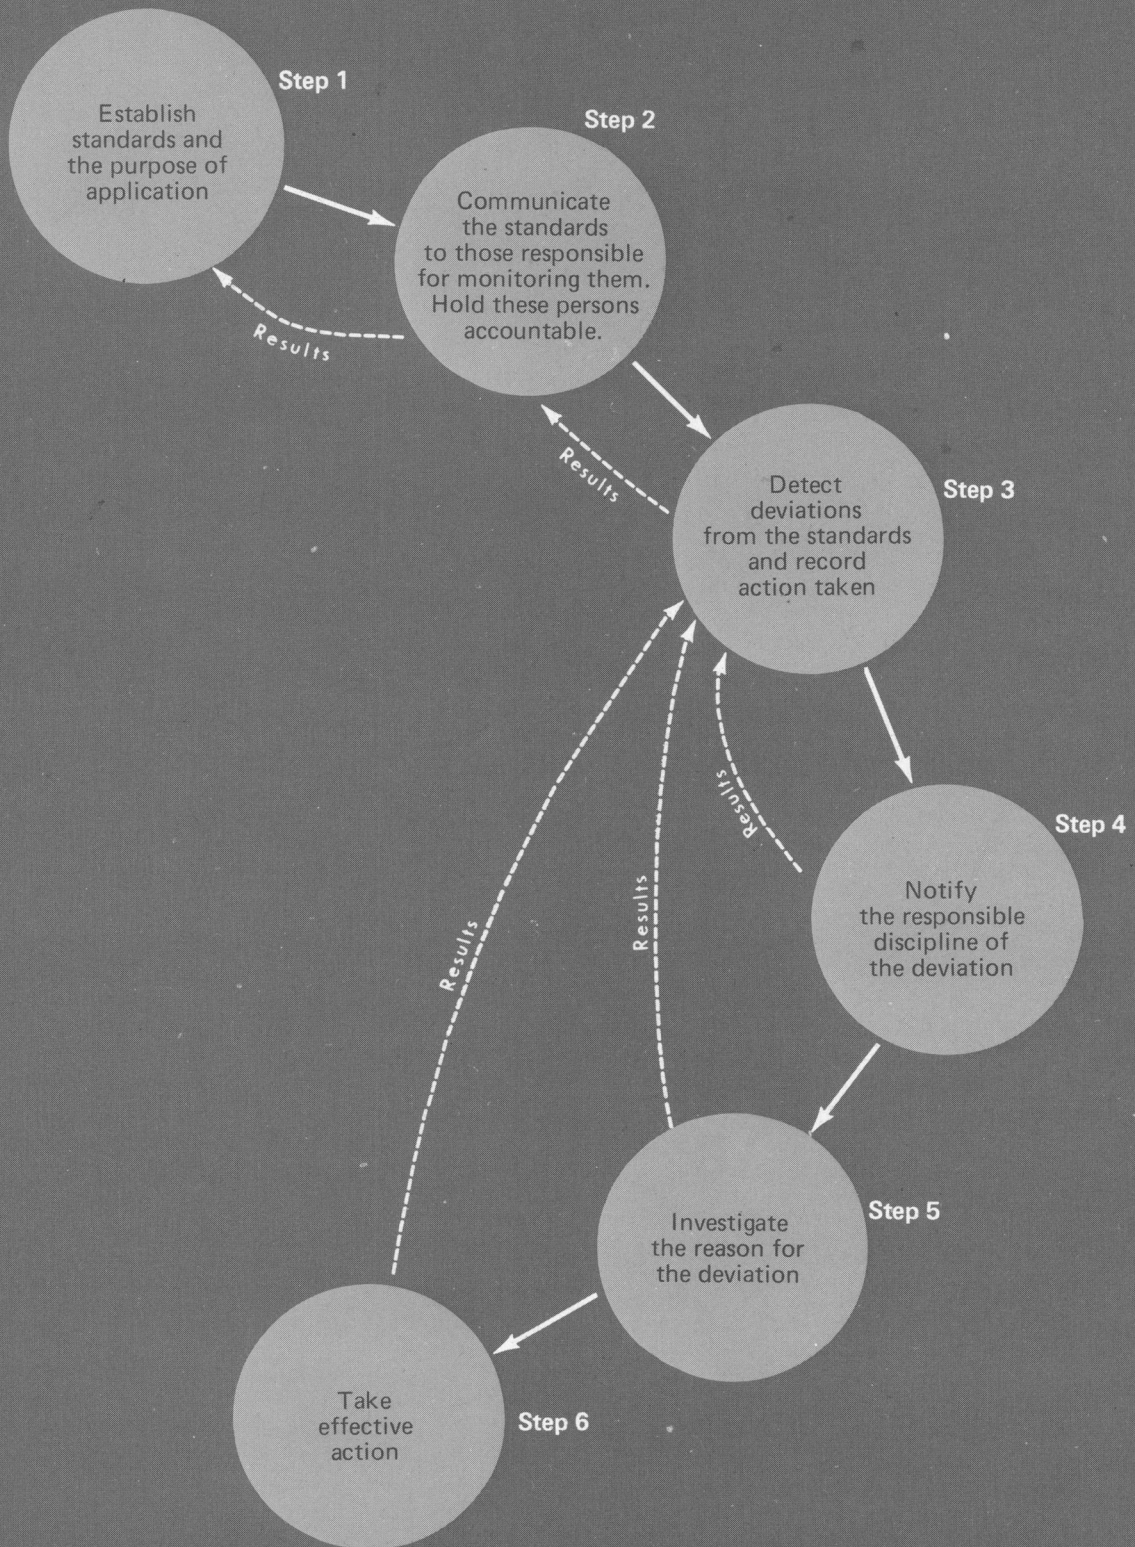 Step 1
Establish
standards and
the purpose of
application
Step 2
Communicate
the standards
to those responsible
for monitoring them.
Hold these persons
accountable.
Results
Step 3
Detect
deviations
from the standards
and record
action taken
Results
Step 4
Notify
the responsible
discipline of
the deviation
Results
Results
Results
Step 5
Investigate
the reason for
the deviation
Step 6
Take
effective
action